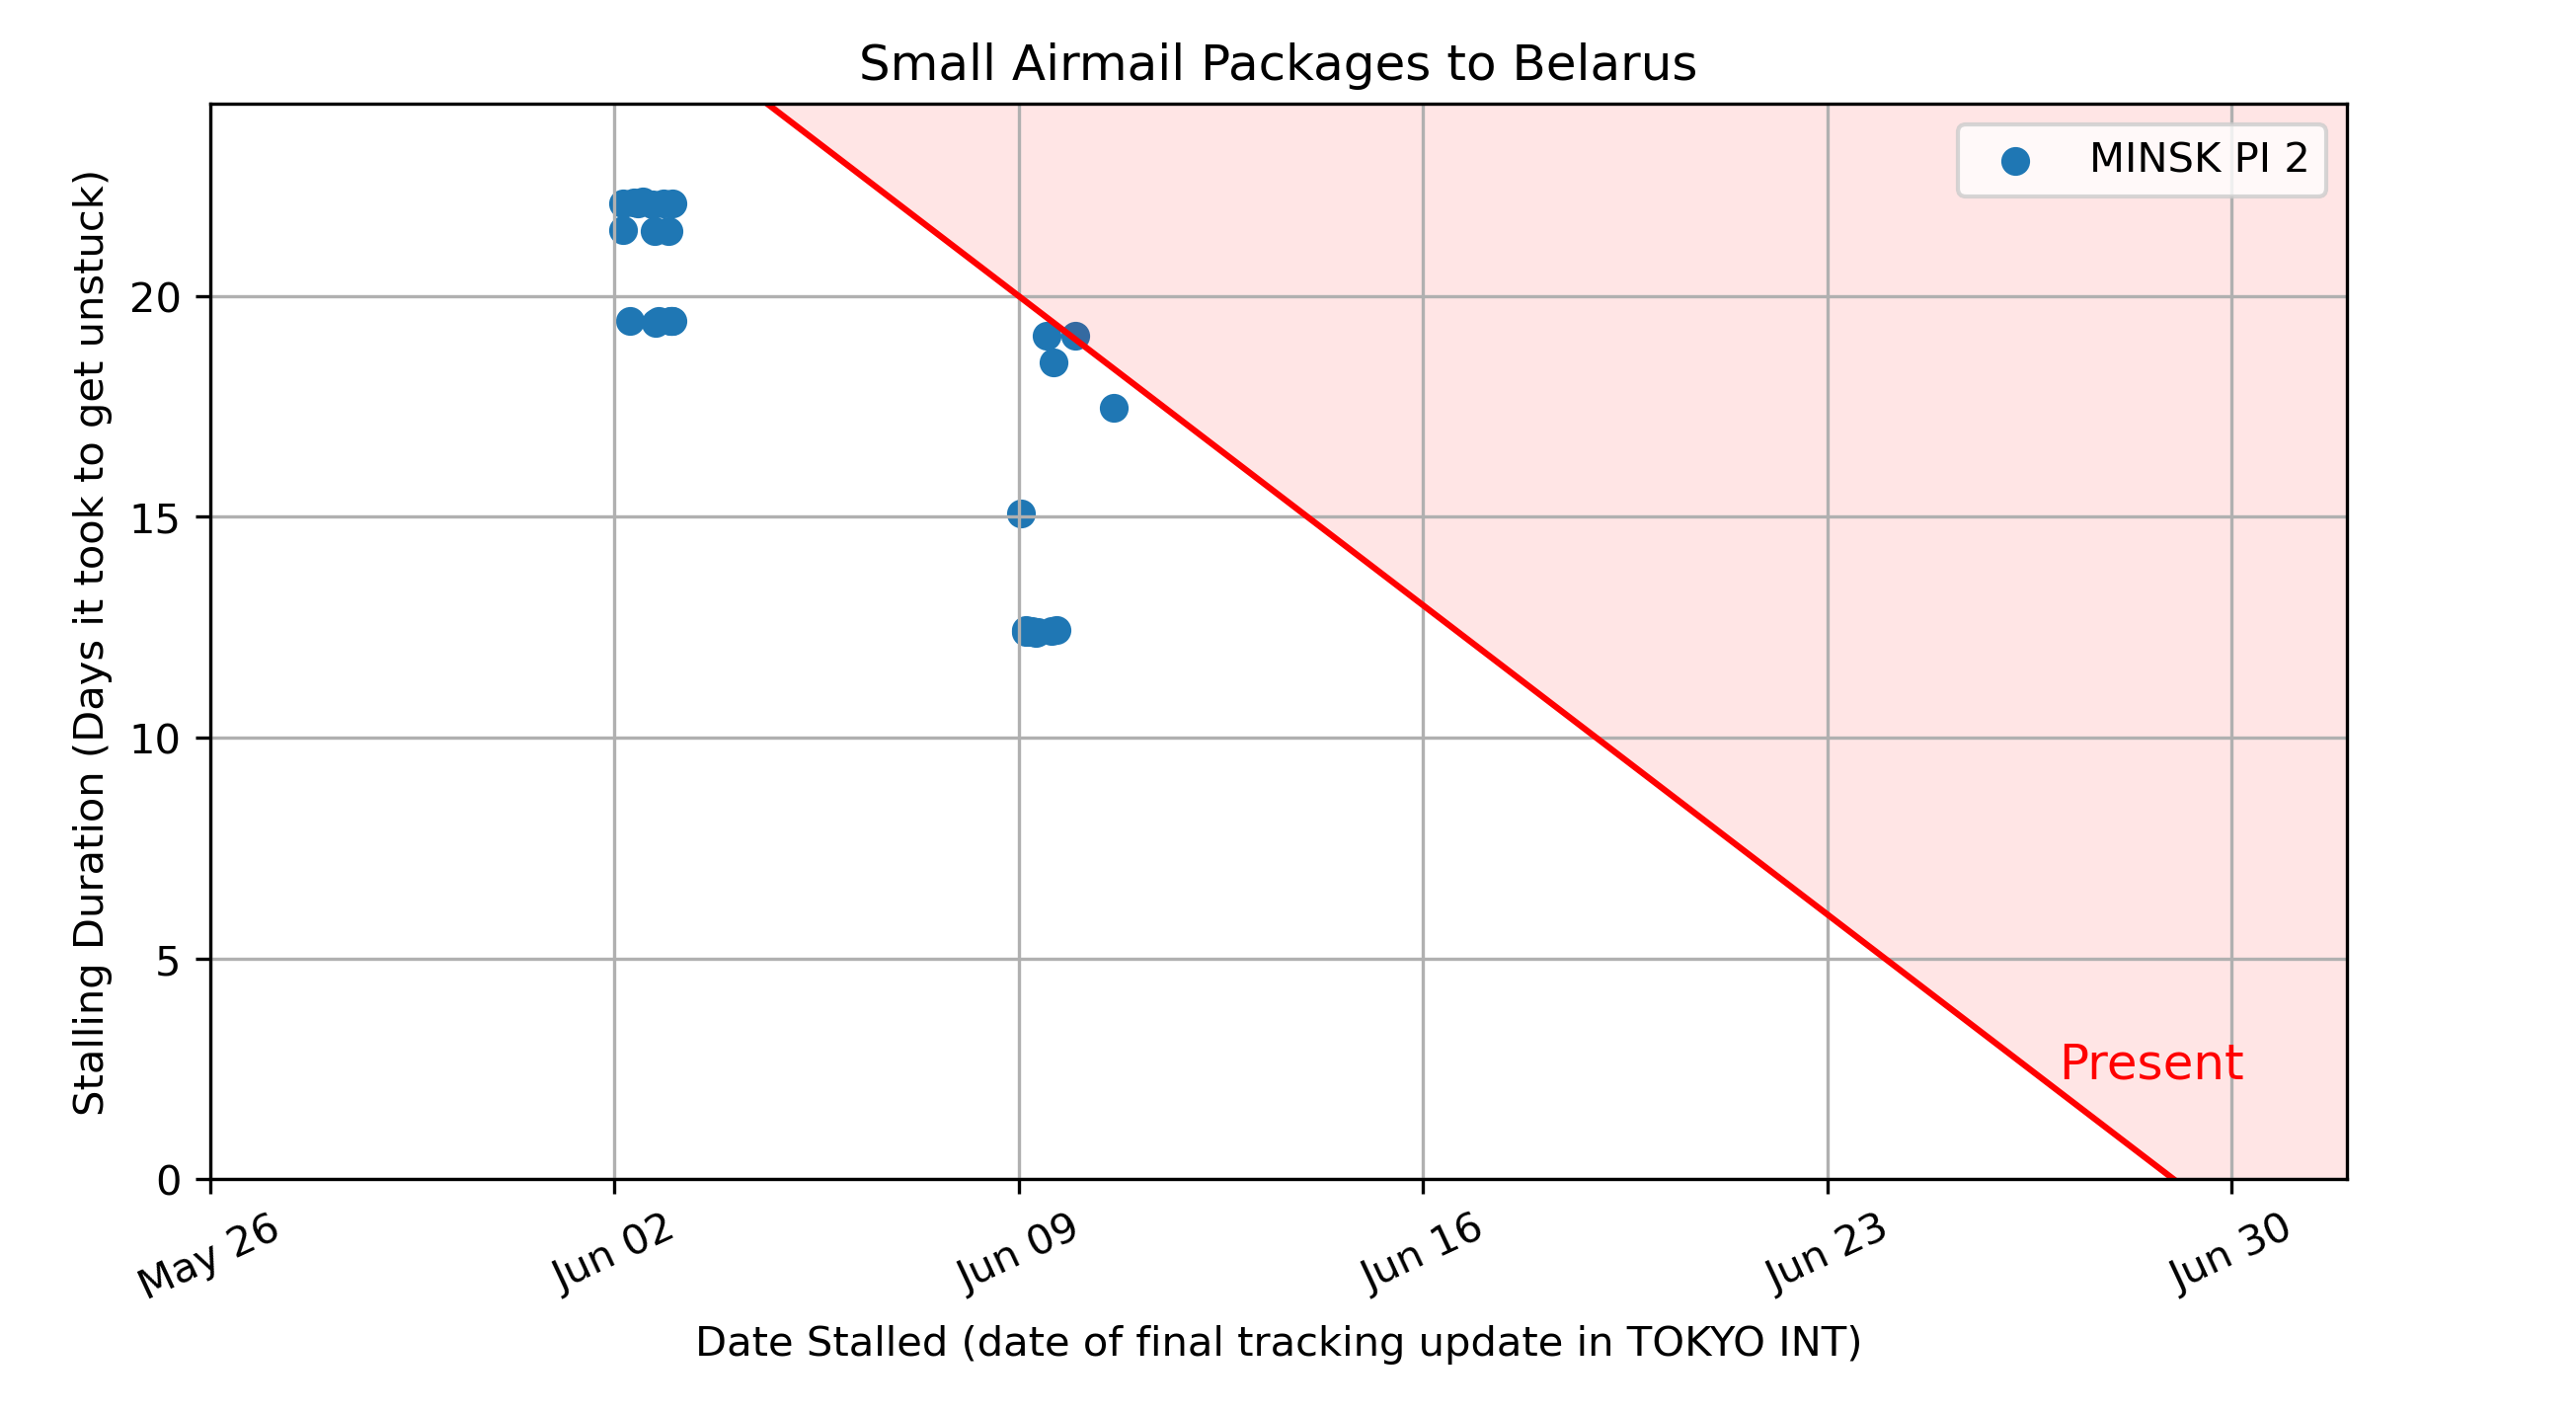 Small Airmail Packages to Belarus
MINSK PI 2
Stalling Duration (Days it took to get unstuck)
20
15
10
5
0
Present
May 26
Jun 02
Jun 09
Jun 16
Jun 23
Jun 30
Date Stalled (date of final tracking update in TOKYO INT)